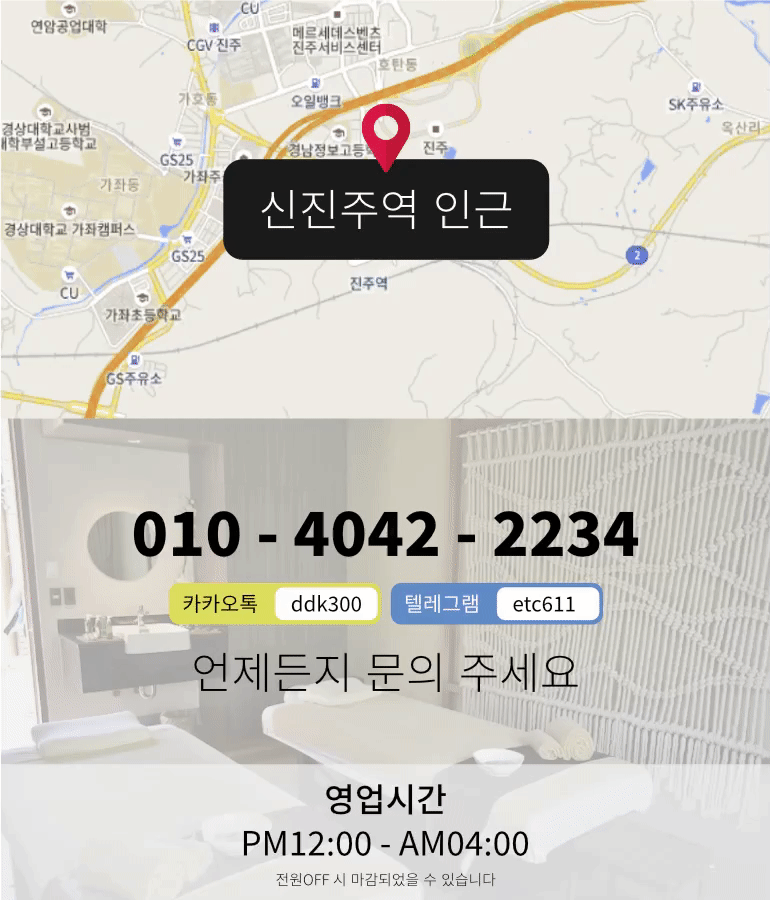 CU
연암공업대학
CGV 진주
메르세데스벤츠
진주서비스센터
호탄동
가호동
오일뱅크
SK주유소
옥산리
경상대학교사범
대학부설고등학교
GS25
경남정보고등
진주
가좌동
가좌주
신진주역 인근
경상대학교 가좌캠퍼스
GS25
2
CU
진주역
가좌초등학교
GS주유소
010 - 4042 - 2234
카카오톡 ddk300 텔레그램 etc611
언제든지 문의 주세요
영업시간
PM12:00 - AM04:00
전원OFF 시 마감되었을 수 있습니다